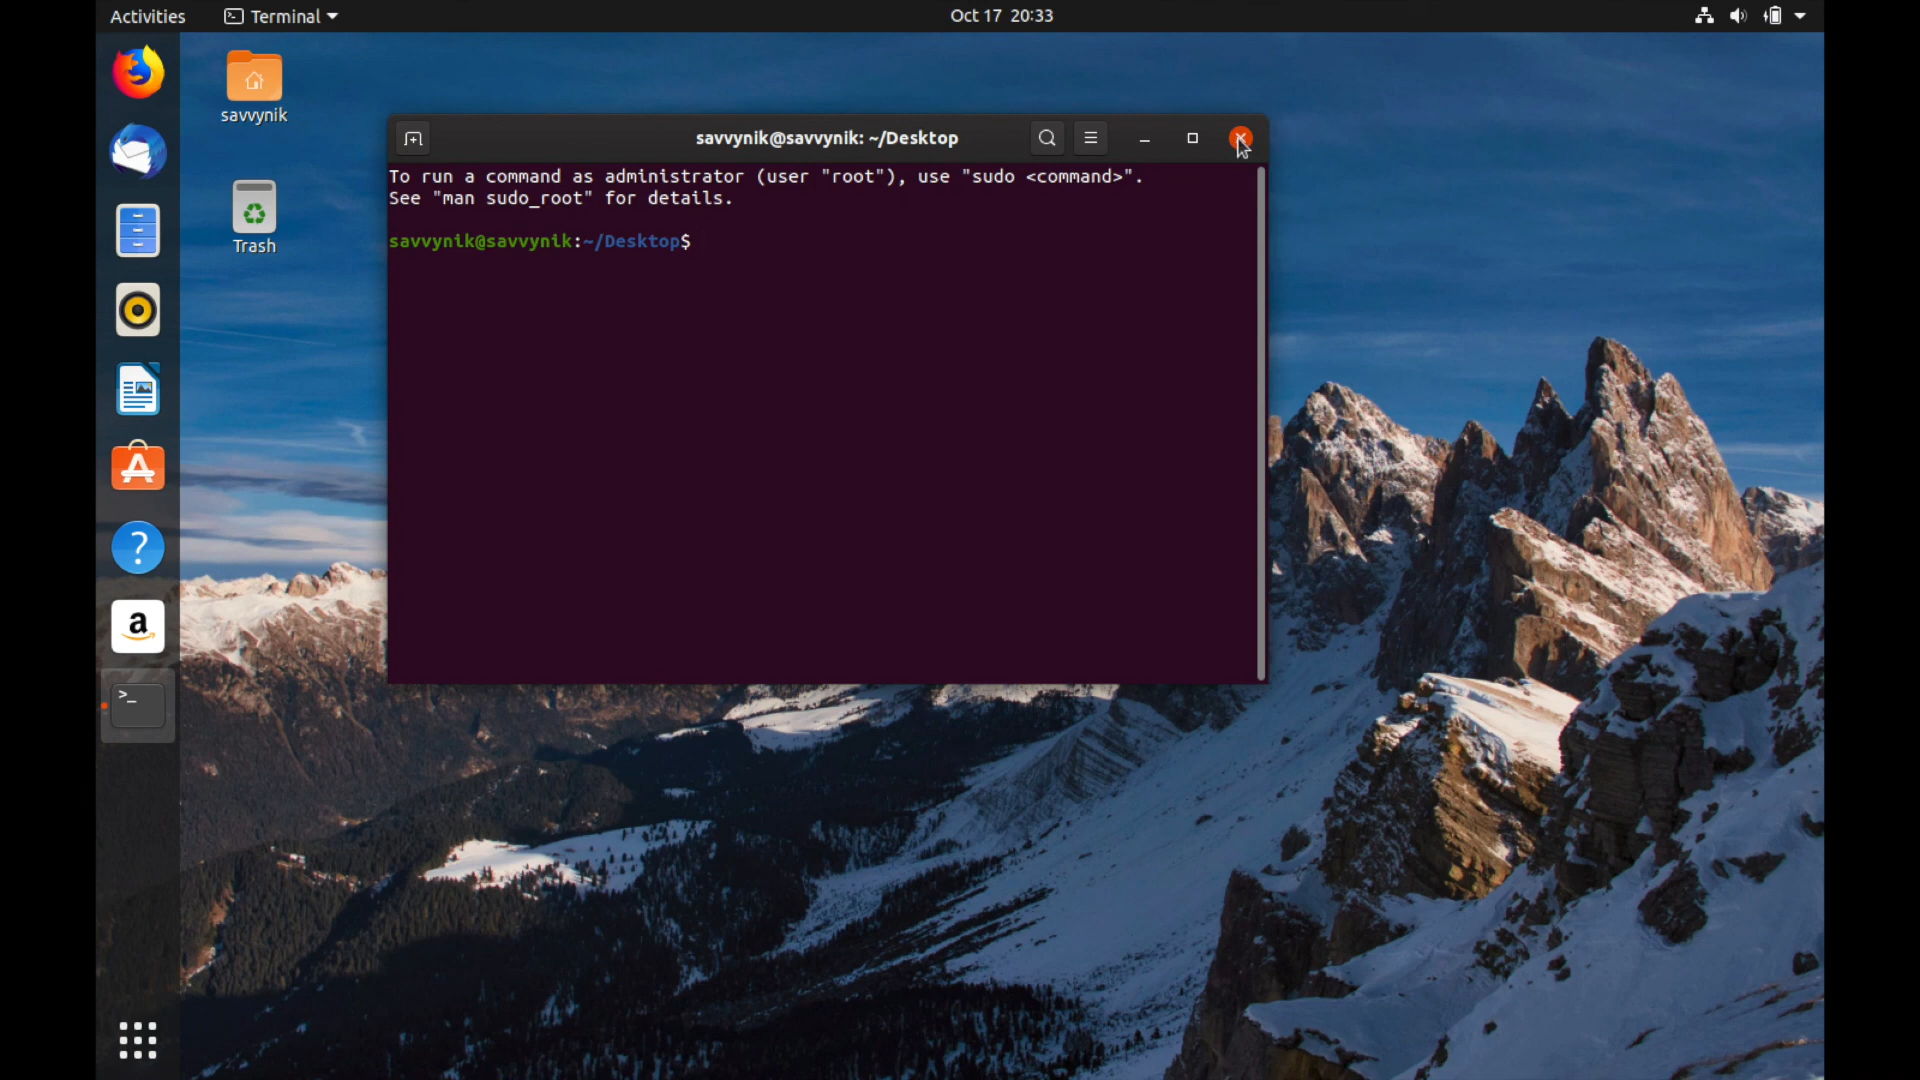 Activities
Terminal
Oct 17 20:33
savvynik
Trash
savvynik@savvynik: ~/Desktop
To run a command as administrator (user "root"), use "sudo <command>".
See "man sudo_root" for details.
savvynik@savvynik:~/Desktop$
>_
?
a